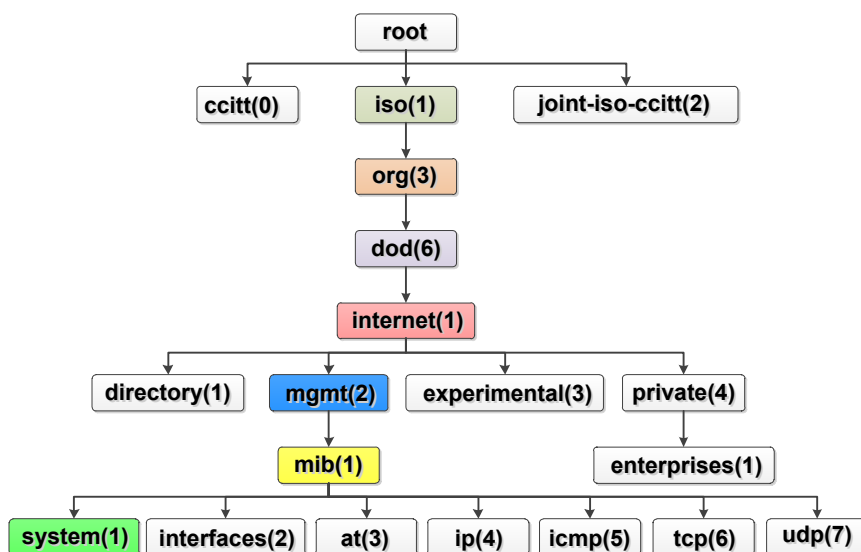 root
ccitt(0)
iso(1)
joint-iso-ccitt(2)
org(3)
dod(6)
internet(1)
directory(1)
mgmt(2)
experimental(3)
private(4)
mib(1)
enterprises(1)
system(1)
interfaces(2)
at(3)
ip(4)
icmp(5)
tcp(6)
udp(7)